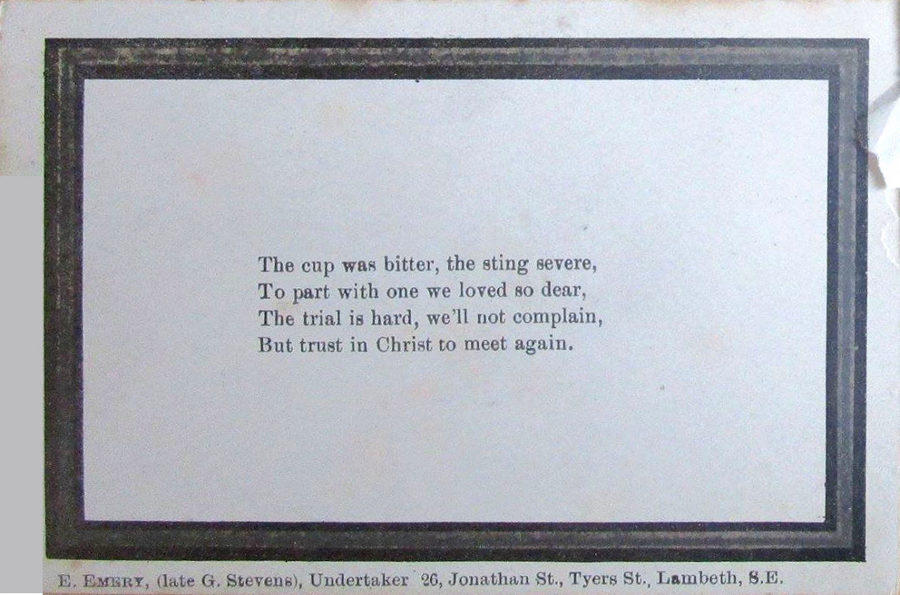 The cup was bitter, the sting severe,
To part with one we loved so dear,
The trial is hard, we'll not complain,
But trust in Christ to meet again.
E. EMERY, (late G. Stevens), Undertaker 26, Jonathan St., Tyers St., Lambeth, S.E.